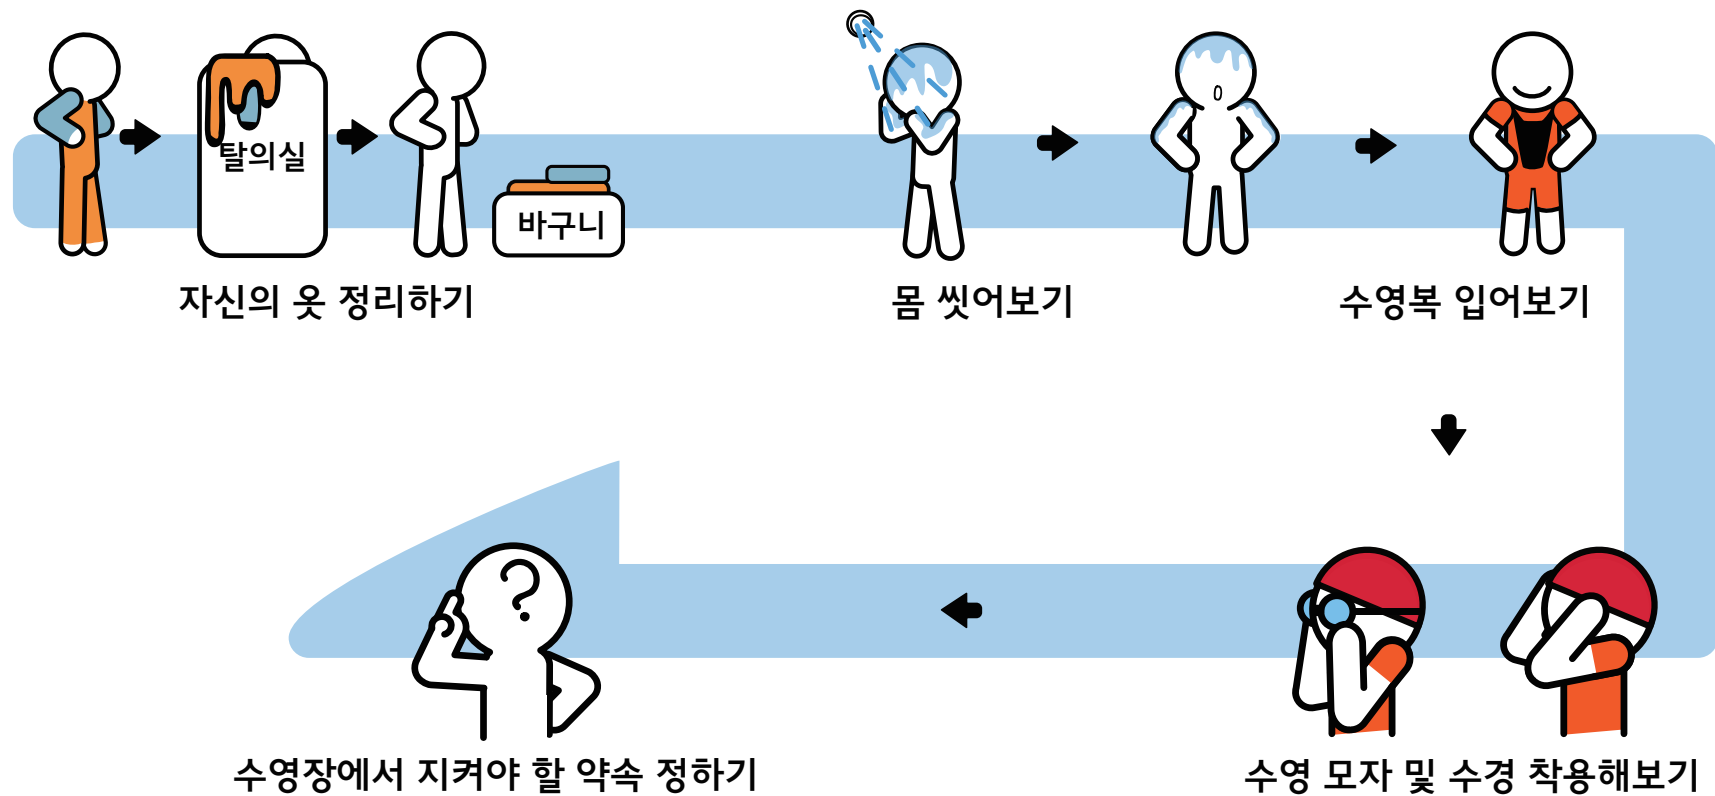 탈의실
바구니
자신의 옷 정리하기
몸 씻어보기
수영복 입어보기
수영 모자 및 수경 착용해보기
수영장에서 지켜야 할 약속 정하기
?